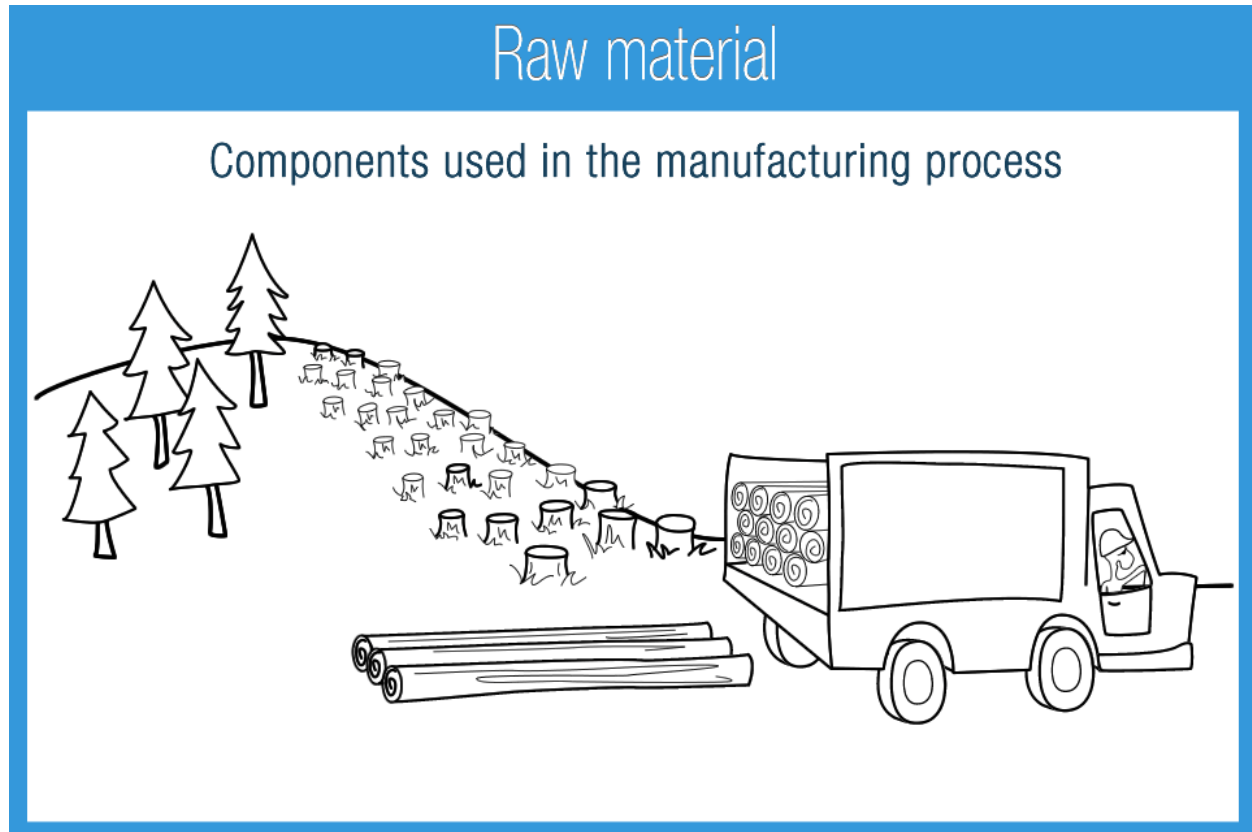 Raw material
Components used in the manufacturing process